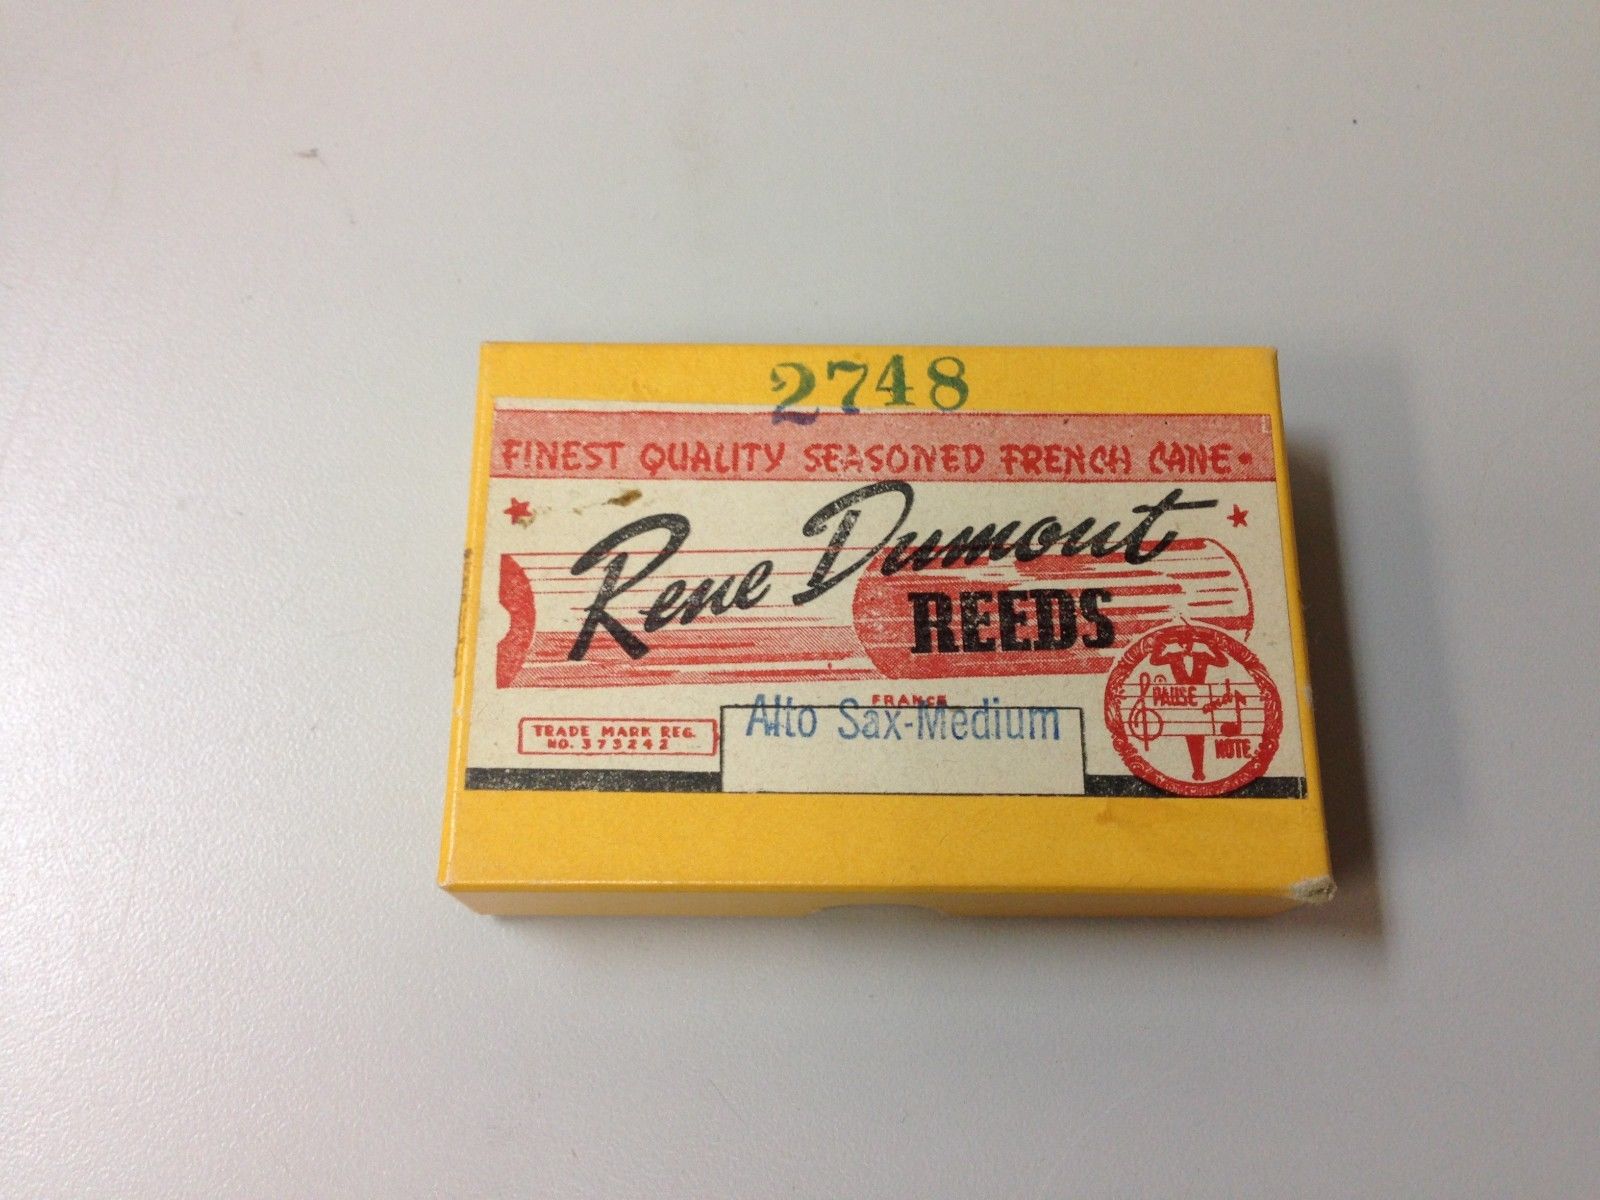 2748
FINEST QUALITY SEASONED FRENCH CANE
Rene Dumont
REEDS
FRANCE
Alto Sax-Medium
TRADE MARK REG.
NO. 373242
PAUSE and
NOTE